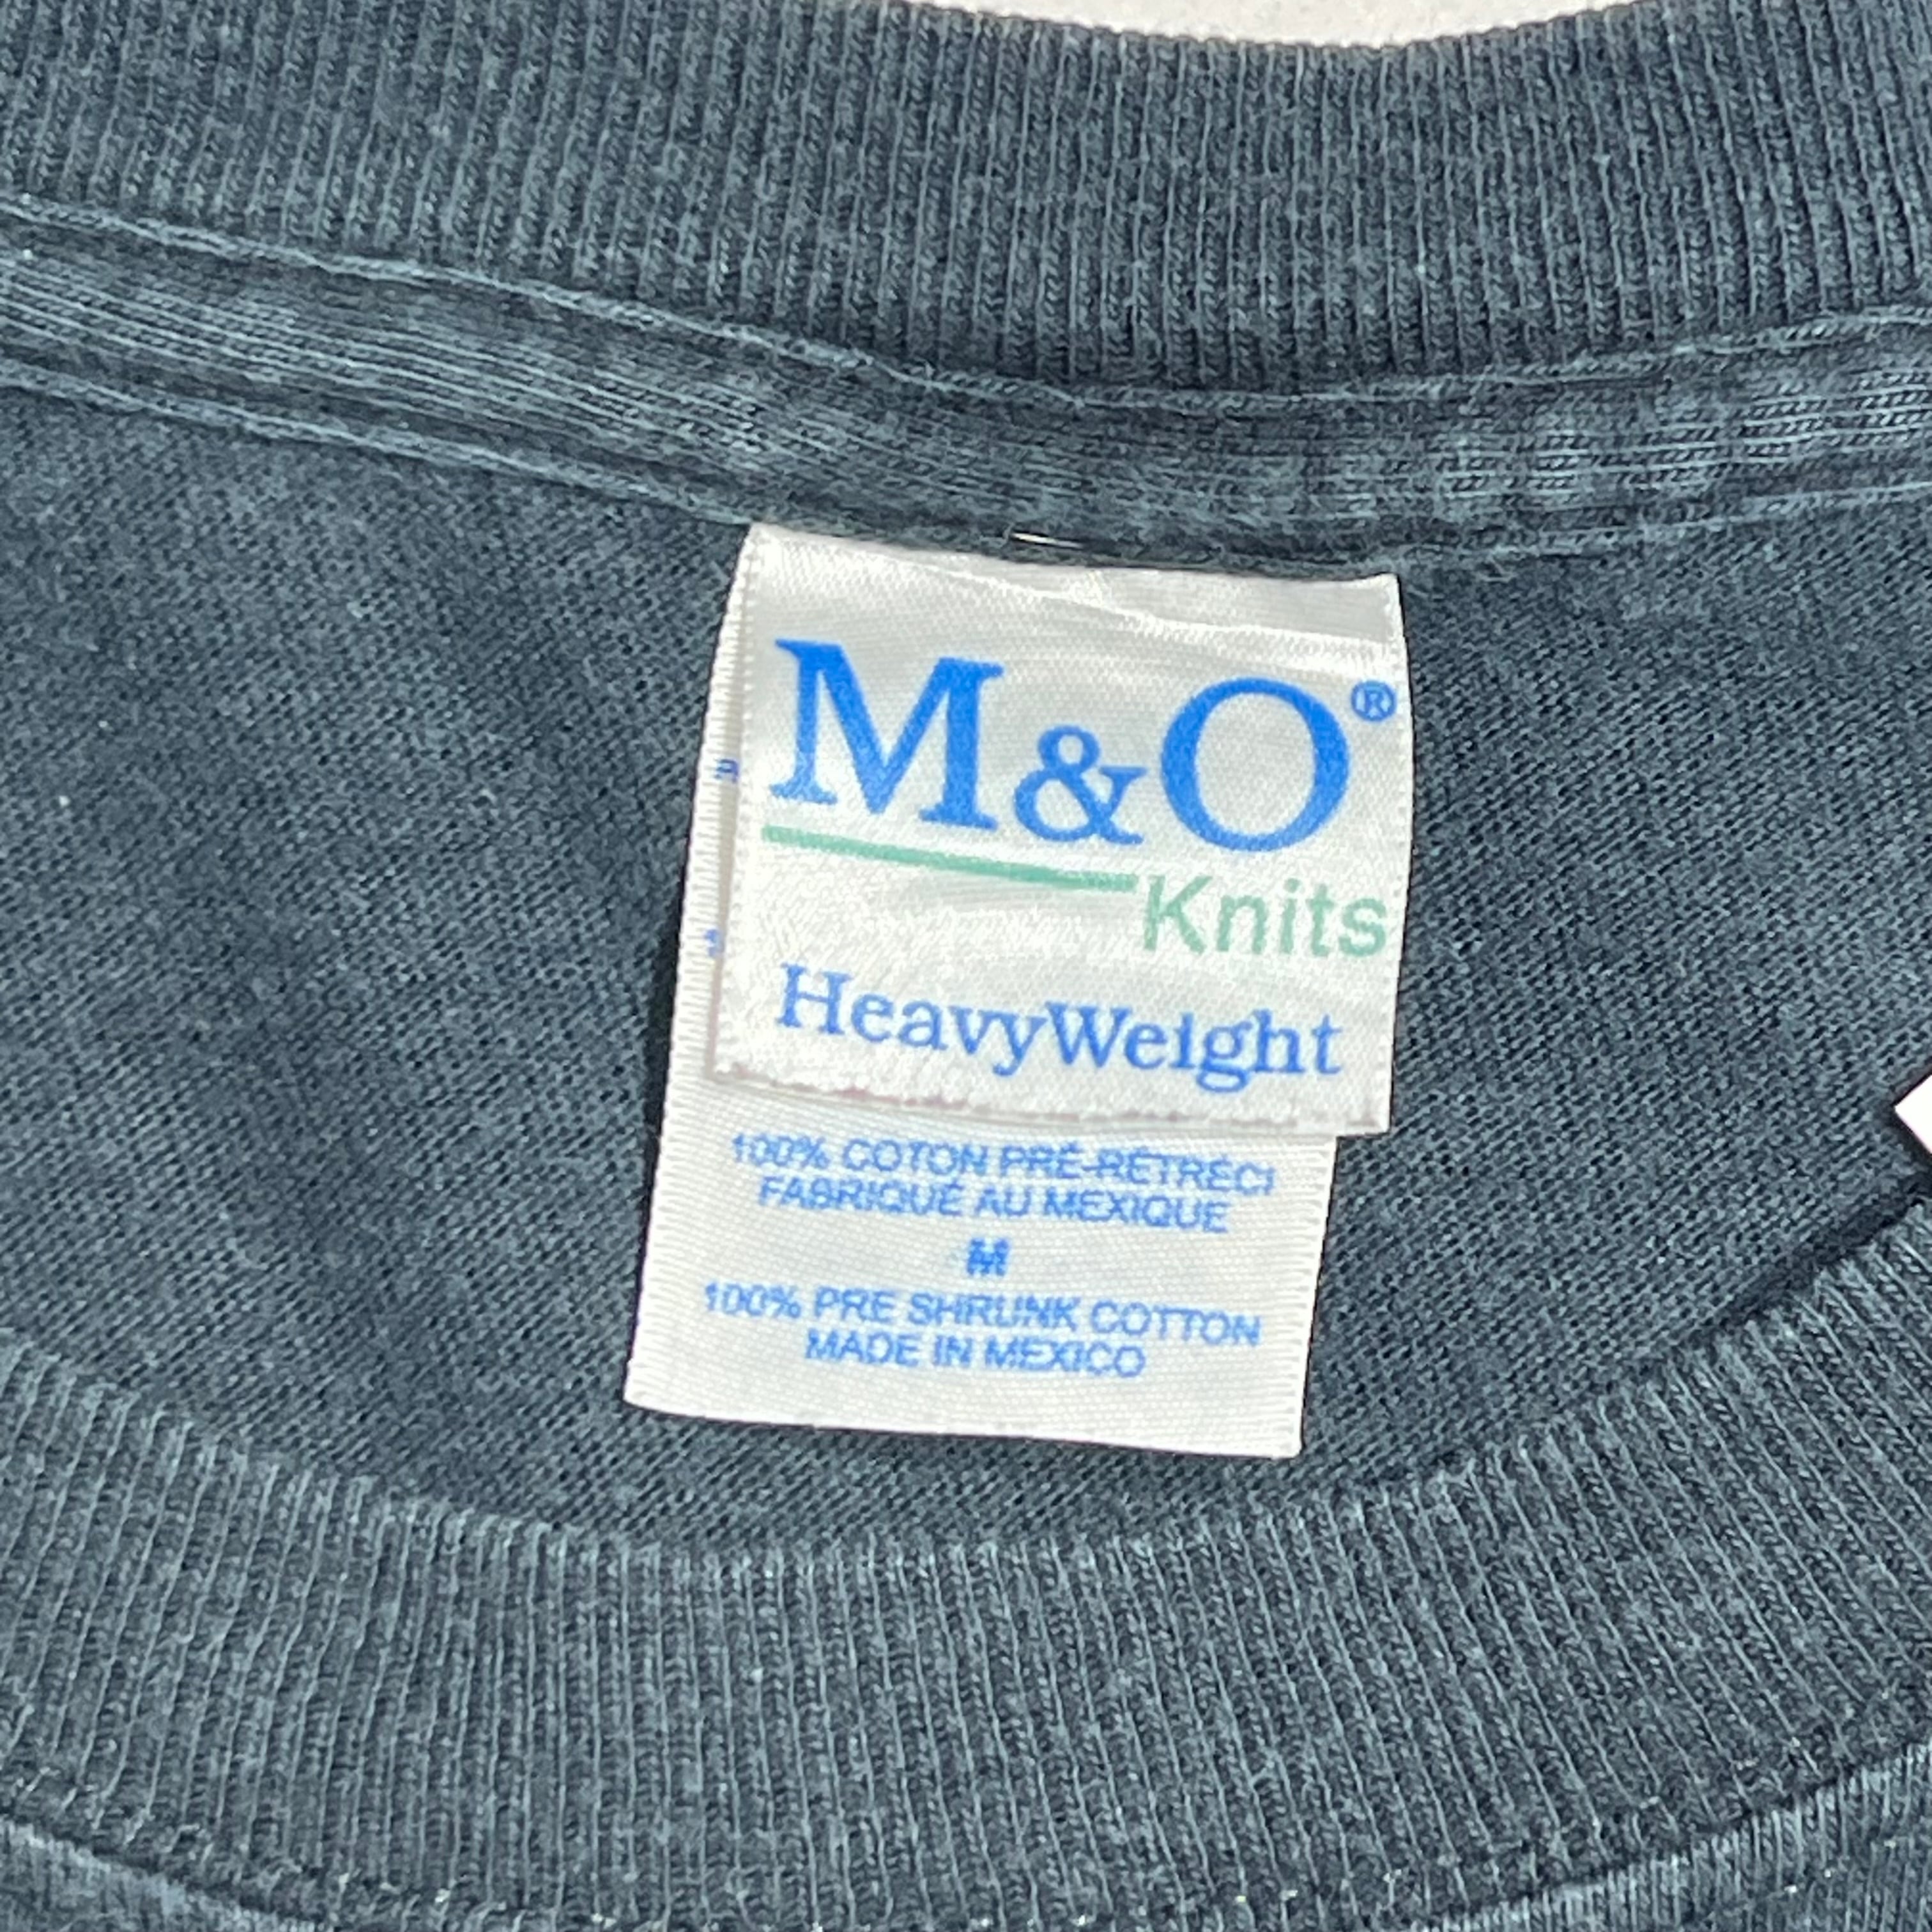 M&O®
Knits
HeavyWeight
100% COTON PRÉ-RÉTRÉCI
FABRIQUÉ AU MEXIQUE
M
100% PRE SHRUNK COTTON
MADE IN MEXICO